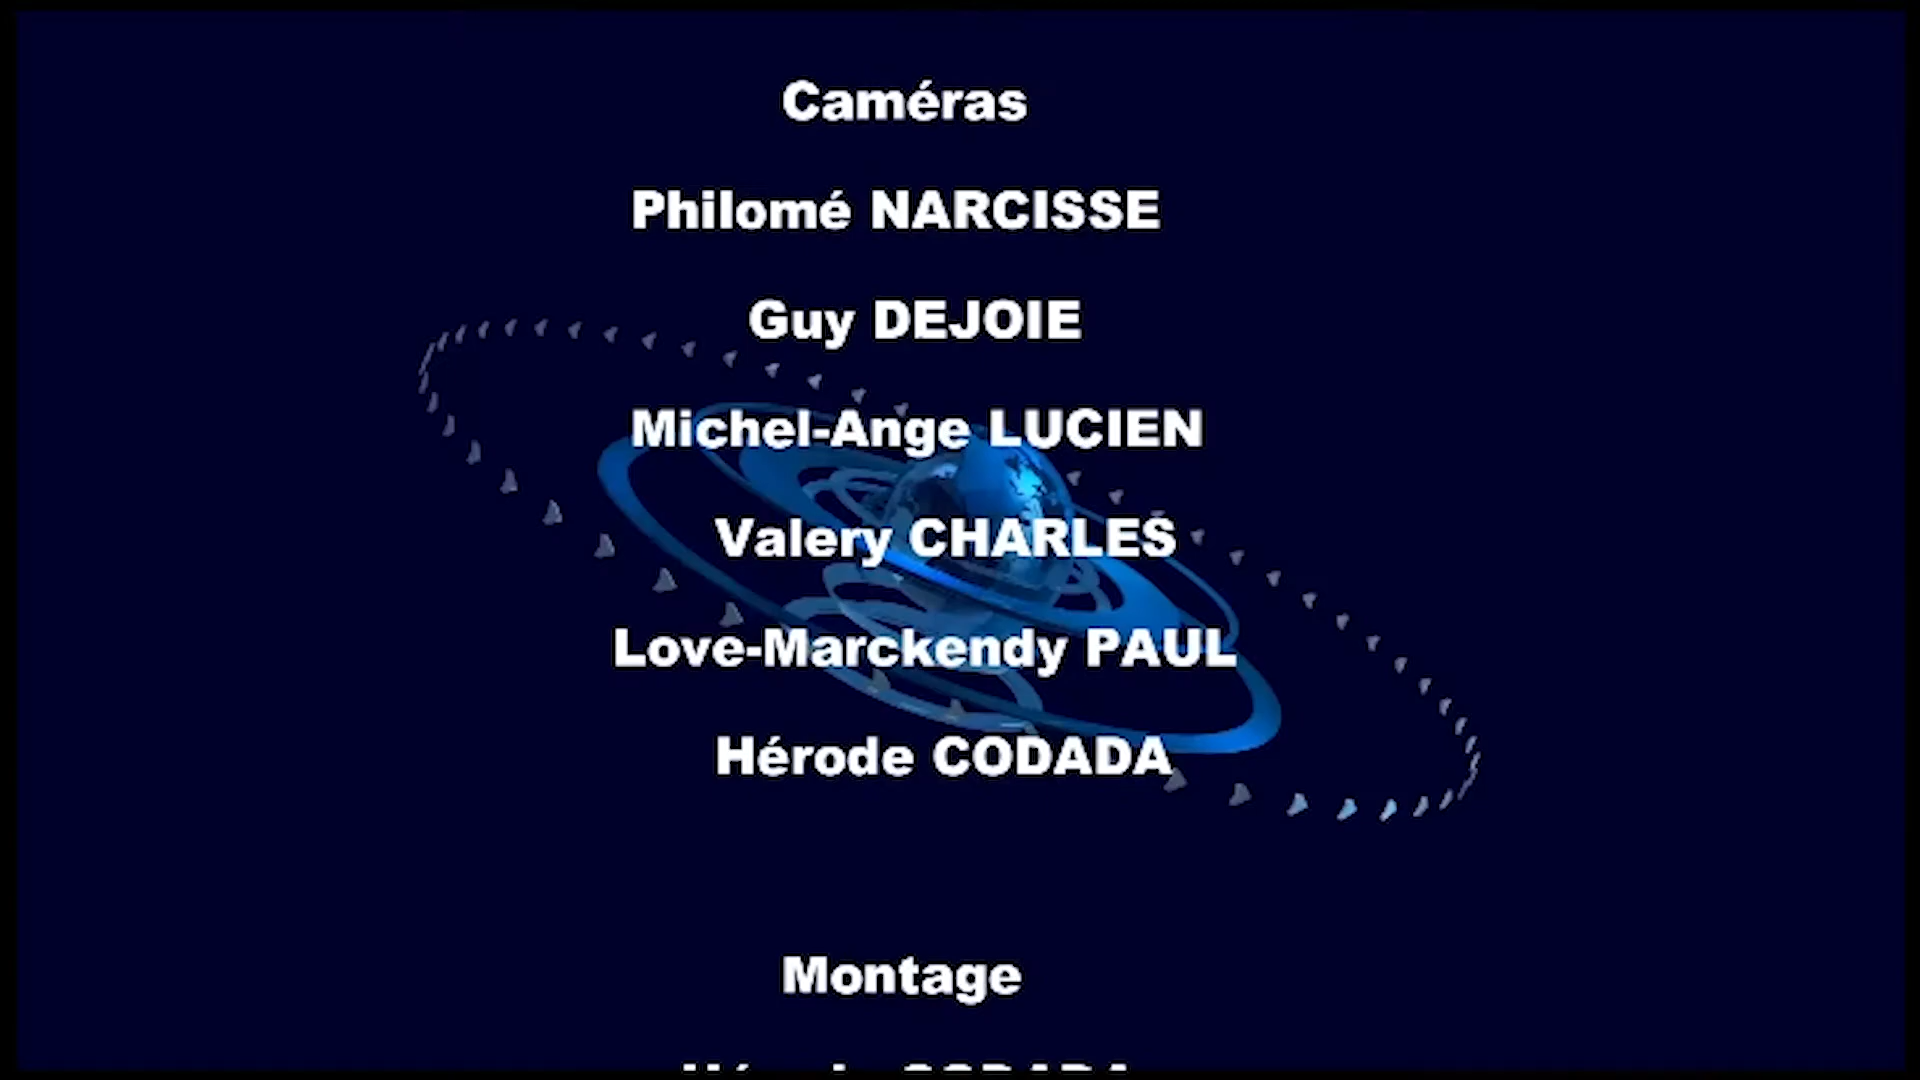 Caméras
Philomé NARCISSE
Guy DEJOIE
Michel-Ange LUCIEN
Valery CHARLES
Love-Marckendy PAUL
Hérode CODADA
Montage